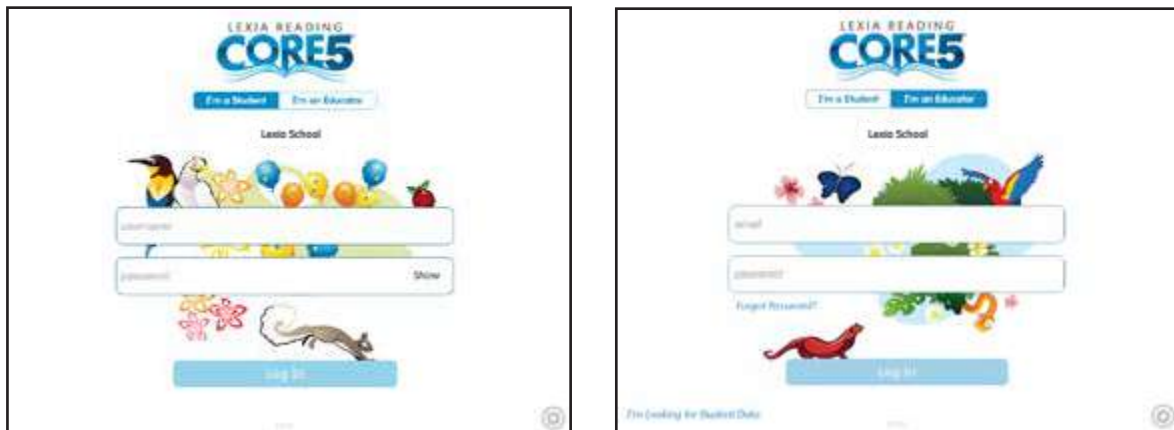 LEXIA READING
CORE5
I'm a Student I'm an Educator
Lexia School
username
password Show
Log In
LEXIA READING
CORE5
I'm a Student I'm an Educator
Lexia School
email
password
Forgot Password?
Log In
I'm Looking for Student Data